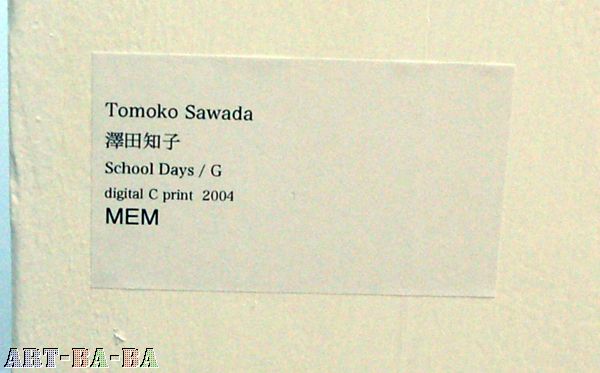 Tomoko Sawada
澤田知子
School Days / G
digital C print 2004
MEM
ART-BA-BA